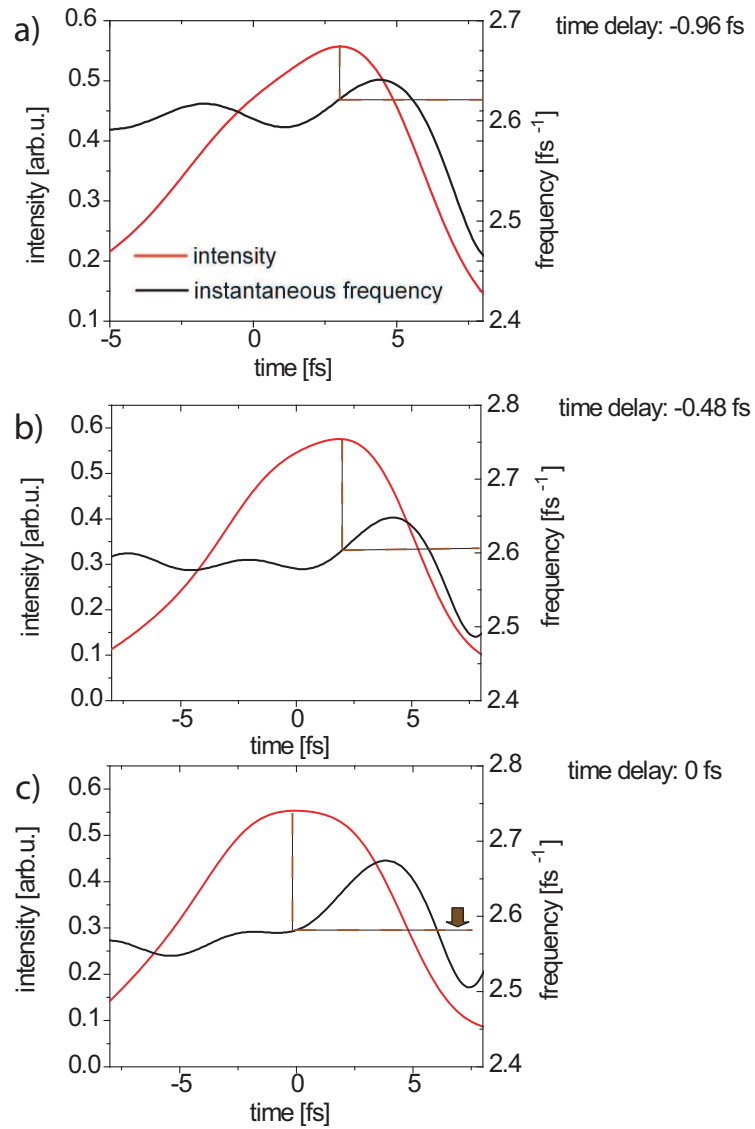 a)
time delay: -0.96 fs
0.6
0.5
0.4
0.3
0.2
0.1
intensity [arb.u.]
2.7
2.6
2.5
2.4
frequency [fs⁻¹]
intensity
instantaneous frequency
-5
0
5
time [fs]
b)
time delay: -0.48 fs
0.6
0.5
0.4
0.3
0.2
0.1
0.0
intensity [arb.u.]
2.8
2.7
2.6
2.5
2.4
frequency [fs⁻¹]
-5
0
5
time [fs]
c)
time delay: 0 fs
0.6
0.5
0.4
0.3
0.2
0.1
0.0
intensity [arb.u.]
2.8
2.7
2.6
2.5
2.4
frequency [fs⁻¹]
-5
0
5
time [fs]